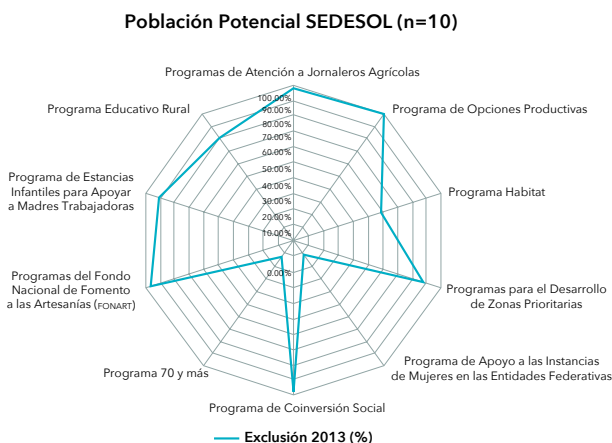 Población Potencial SEDESOL (n=10)
Programas de Atención a Jornaleros Agrícolas
Programa de Opciones Productivas
Programa Habitat
Programas para el Desarrollo
de Zonas Prioritarias
Programa de Apoyo a las Instancias
de Mujeres en las Entidades Federativas
Programa de Coinversión Social
Programa 70 y más
Programas del Fondo
Nacional de Fomento
a las Artesanías (FONART)
Programa de Estancias
Infantiles para Apoyar
a Madres Trabajadoras
Programa Educativo Rural
100.00%
90.00%
80.00%
70.00%
60.00%
50.00%
40.00%
30.00%
20.00%
10.00%
0.00%
Exclusión 2013 (%)